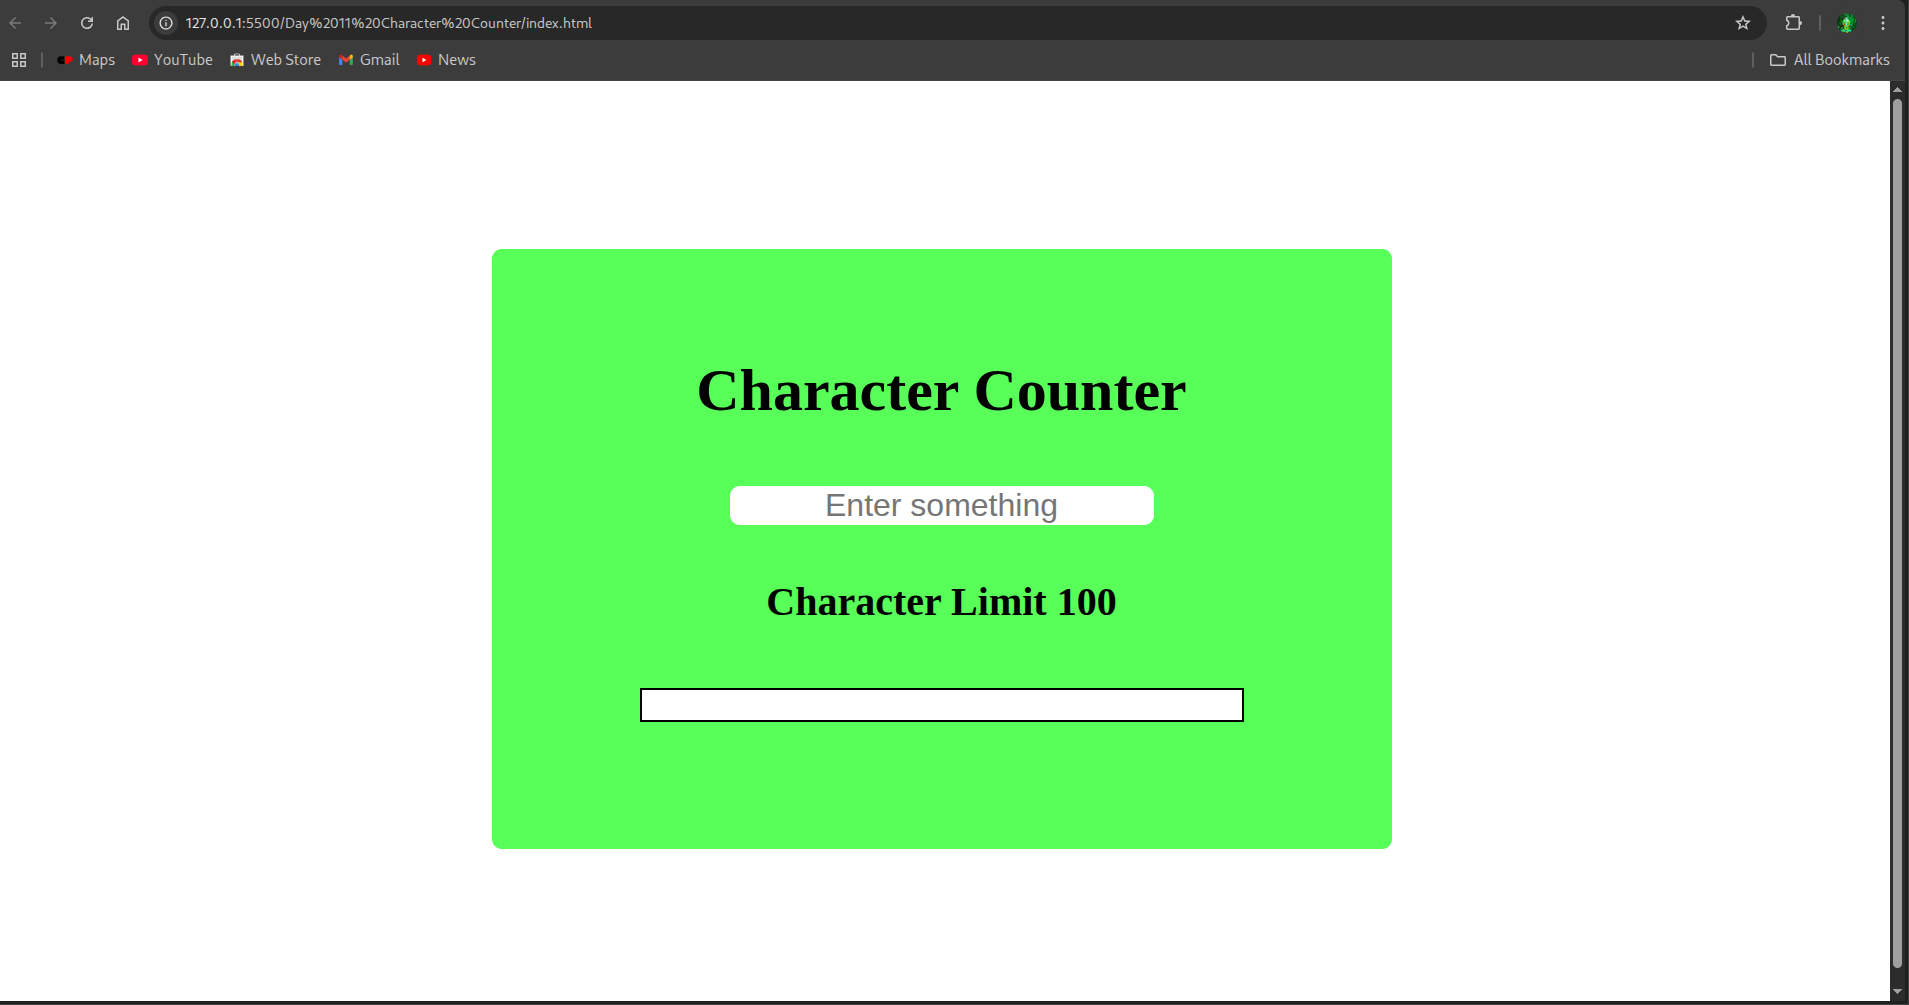 127.0.0.1:5500/Day%2011%20Character%20Counter/index.html
Maps YouTube Web Store Gmail News All Bookmarks
Character Counter
Enter something
Character Limit 100